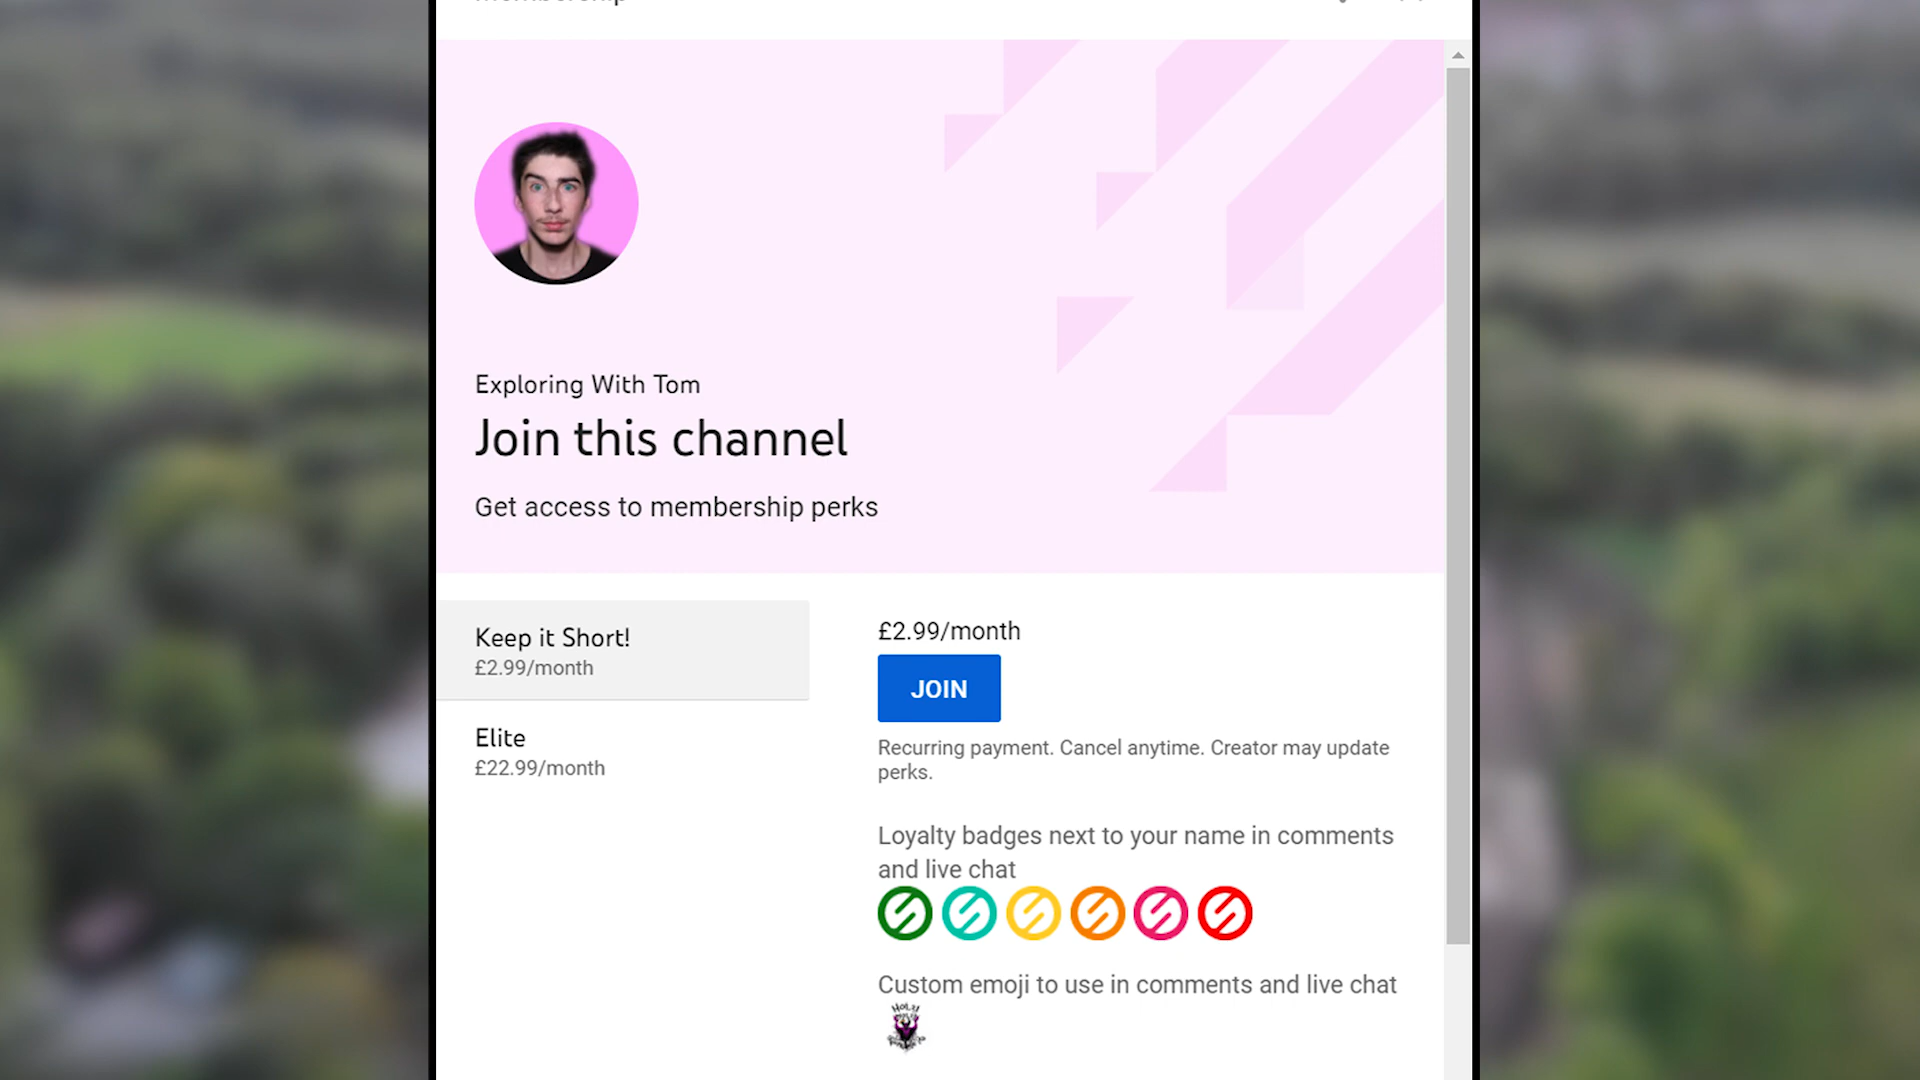 Exploring With Tom
Join this channel
Get access to membership perks
Keep it Short!
£2.99/month
Elite
£22.99/month
£2.99/month
JOIN
Recurring payment. Cancel anytime. Creator may update
perks.
Loyalty badges next to your name in comments
and live chat
Custom emoji to use in comments and live chat